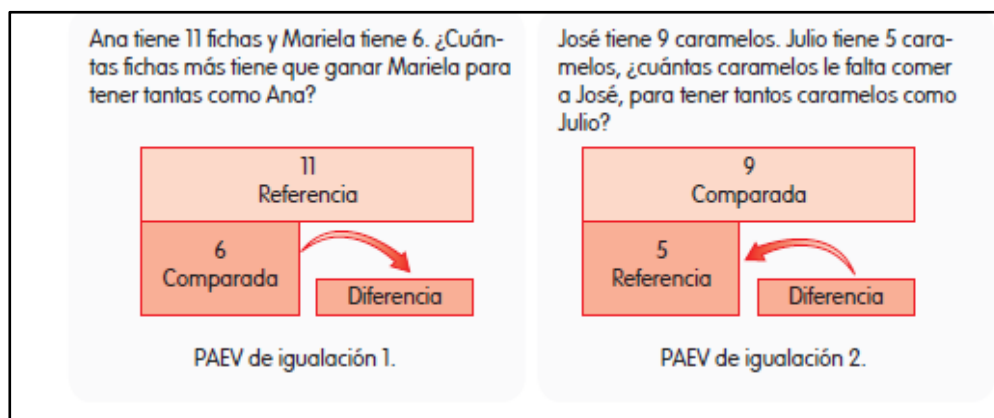 Ana tiene 11 fichas y Mariela tiene 6. ¿Cuán-
tas fichas más tiene que ganar Mariela para
tener tantas como Ana?
11
Referencia
6
Comparada
Diferencia
PAEV de igualación 1.
José tiene 9 caramelos. Julio tiene 5 cara-
melos, ¿cuántas caramelos le falta comer
a José, para tener tantos caramelos como
Julio?
9
Comparada
5
Referencia
Diferencia
PAEV de igualación 2.